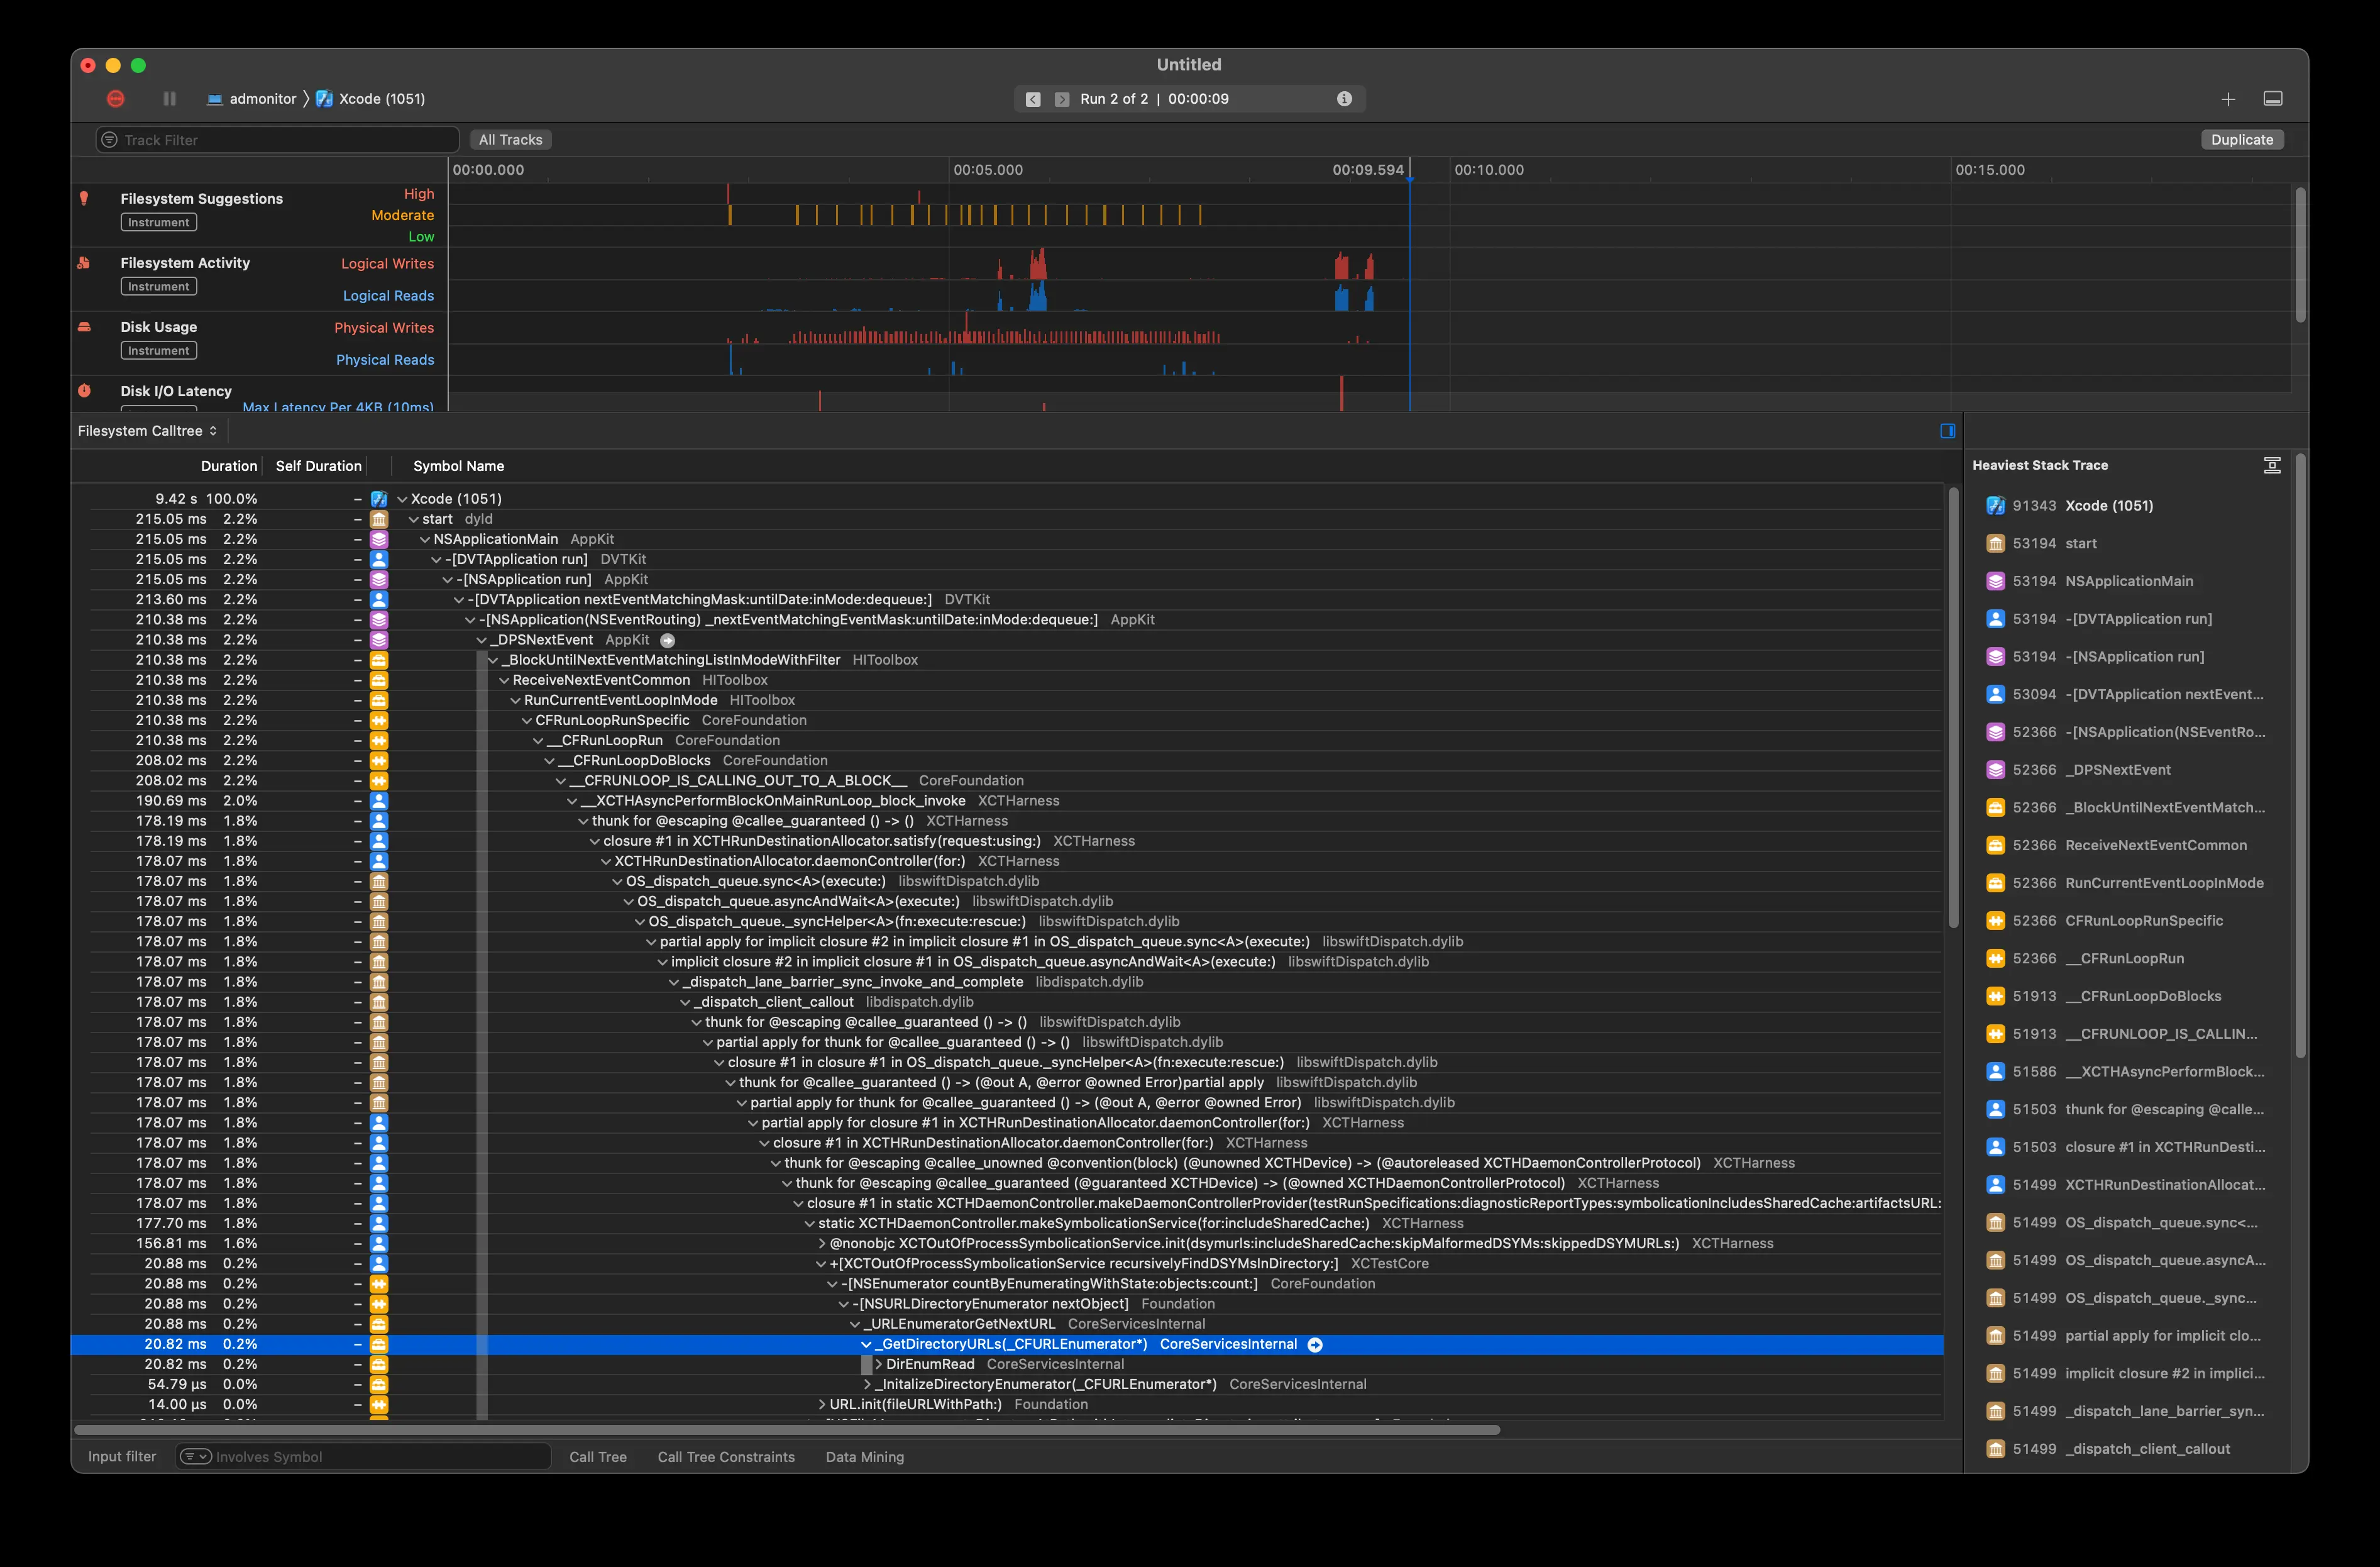 Untitled
admonitor 〉 Xcode (1051)
Run 2 of 2 | 00:00:09
Track Filter
All Tracks
Duplicate
00:00.000 00:05.000 00:09.594 00:10.000 00:15.000
Filesystem Suggestions High
Instrument Moderate
Low
Filesystem Activity Logical Writes
Instrument Logical Reads
Disk Usage Physical Writes
Instrument Physical Reads
Disk I/O Latency
Max Latency Per 4KB (10ms)
Filesystem Calltree
Duration Self Duration Symbol Name
9.42 s 100.0% – Xcode (1051)
215.05 ms 2.2% – start dyld
215.05 ms 2.2% – NSApplicationMain AppKit
215.05 ms 2.2% – -[DVTApplication run] DVTKit
215.05 ms 2.2% – -[NSApplication run] AppKit
213.60 ms 2.2% – -[DVTApplication nextEventMatchingMask:untilDate:inMode:dequeue:] DVTKit
210.38 ms 2.2% – -[NSApplication(NSEventRouting) _nextEventMatchingEventMask:untilDate:inMode:dequeue:] AppKit
210.38 ms 2.2% – _DPSNextEvent AppKit
210.38 ms 2.2% – _BlockUntilNextEventMatchingListInModeWithFilter HIToolbox
210.38 ms 2.2% – ReceiveNextEventCommon HIToolbox
210.38 ms 2.2% – RunCurrentEventLoopInMode HIToolbox
210.38 ms 2.2% – CFRunLoopRunSpecific CoreFoundation
210.38 ms 2.2% – __CFRunLoopRun CoreFoundation
208.02 ms 2.2% – __CFRunLoopDoBlocks CoreFoundation
208.02 ms 2.2% – __CFRUNLOOP_IS_CALLING_OUT_TO_A_BLOCK__ CoreFoundation
190.69 ms 2.0% – __XCTHAsyncPerformBlockOnMainRunLoop_block_invoke XCTHarness
178.19 ms 1.8% – thunk for @escaping @callee_guaranteed () -> () XCTHarness
178.19 ms 1.8% – closure #1 in XCTHRunDestinationAllocator.satisfy(request:using:) XCTHarness
178.07 ms 1.8% – XCTHRunDestinationAllocator.daemonController(for:) XCTHarness
178.07 ms 1.8% – OS_dispatch_queue.sync<A>(execute:) libswiftDispatch.dylib
178.07 ms 1.8% – OS_dispatch_queue.asyncAndWait<A>(execute:) libswiftDispatch.dylib
178.07 ms 1.8% – OS_dispatch_queue._syncHelper<A>(fn:execute:rescue:) libswiftDispatch.dylib
178.07 ms 1.8% – partial apply for implicit closure #2 in implicit closure #1 in OS_dispatch_queue.sync<A>(execute:) libswiftDispatch.dylib
178.07 ms 1.8% – implicit closure #2 in implicit closure #1 in OS_dispatch_queue.asyncAndWait<A>(execute:) libswiftDispatch.dylib
178.07 ms 1.8% – _dispatch_lane_barrier_sync_invoke_and_complete libdispatch.dylib
178.07 ms 1.8% – _dispatch_client_callout libdispatch.dylib
178.07 ms 1.8% – thunk for @escaping @callee_guaranteed () -> () libswiftDispatch.dylib
178.07 ms 1.8% – partial apply for thunk for @callee_guaranteed () -> () libswiftDispatch.dylib
178.07 ms 1.8% – closure #1 in closure #1 in OS_dispatch_queue._syncHelper<A>(fn:execute:rescue:) libswiftDispatch.dylib
178.07 ms 1.8% – thunk for @callee_guaranteed () -> (@out A, @error @owned Error)partial apply libswiftDispatch.dylib
178.07 ms 1.8% – partial apply for thunk for @callee_guaranteed () -> (@out A, @error @owned Error) libswiftDispatch.dylib
178.07 ms 1.8% – partial apply for closure #1 in XCTHRunDestinationAllocator.daemonController(for:) XCTHarness
178.07 ms 1.8% – closure #1 in XCTHRunDestinationAllocator.daemonController(for:) XCTHarness
178.07 ms 1.8% – thunk for @escaping @callee_unowned @convention(block) (@unowned XCTHDevice) -> (@autoreleased XCTHDaemonControllerProtocol) XCTHarness
178.07 ms 1.8% – thunk for @escaping @callee_guaranteed (@guaranteed XCTHDevice) -> (@owned XCTHDaemonControllerProtocol) XCTHarness
178.07 ms 1.8% – closure #1 in static XCTHDaemonController.makeDaemonControllerProvider(testRunSpecifications:diagnosticReportTypes:symbolicationIncludesSharedCache:artifactsURL:
177.70 ms 1.8% – static XCTHDaemonController.makeSymbolicationService(for:includeSharedCache:) XCTHarness
156.81 ms 1.6% – @nonobjc XCTOutOfProcessSymbolicationService.init(dsymurls:includeSharedCache:skipMalformedDSYMs:skippedDSYMURLs:) XCTHarness
20.88 ms 0.2% – +[XCTOutOfProcessSymbolicationService recursivelyFindDSYMsInDirectory:] XCTestCore
20.88 ms 0.2% – -[NSEnumerator countByEnumeratingWithState:objects:count:] CoreFoundation
20.88 ms 0.2% – -[NSURLDirectoryEnumerator nextObject] Foundation
20.88 ms 0.2% – _URLEnumeratorGetNextURL CoreServicesInternal
20.82 ms 0.2% – _GetDirectoryURLs(_CFURLEnumerator*) CoreServicesInternal
20.82 ms 0.2% – DirEnumRead CoreServicesInternal
54.79 µs 0.0% – _InitalizeDirectoryEnumerator(_CFURLEnumerator*) CoreServicesInternal
14.00 µs 0.0% – URL.init(fileURLWithPath:) Foundation
Input filter Involves Symbol Call Tree Call Tree Constraints Data Mining
Heaviest Stack Trace
91343 Xcode (1051)
53194 start
53194 NSApplicationMain
53194 -[DVTApplication run]
53194 -[NSApplication run]
53094 -[DVTApplication nextEvent...
52366 -[NSApplication(NSEventRo...
52366 _DPSNextEvent
52366 _BlockUntilNextEventMatch...
52366 ReceiveNextEventCommon
52366 RunCurrentEventLoopInMode
52366 CFRunLoopRunSpecific
52366 __CFRunLoopRun
51913 __CFRunLoopDoBlocks
51913 __CFRUNLOOP_IS_CALLIN...
51586 __XCTHAsyncPerformBlock...
51503 thunk for @escaping @calle...
51503 closure #1 in XCTHRunDesti...
51499 XCTHRunDestinationAllocat...
51499 OS_dispatch_queue.sync<...
51499 OS_dispatch_queue.asyncA...
51499 OS_dispatch_queue._sync...
51499 partial apply for implicit clo...
51499 implicit closure #2 in implici...
51499 _dispatch_lane_barrier_syn...
51499 _dispatch_client_callout